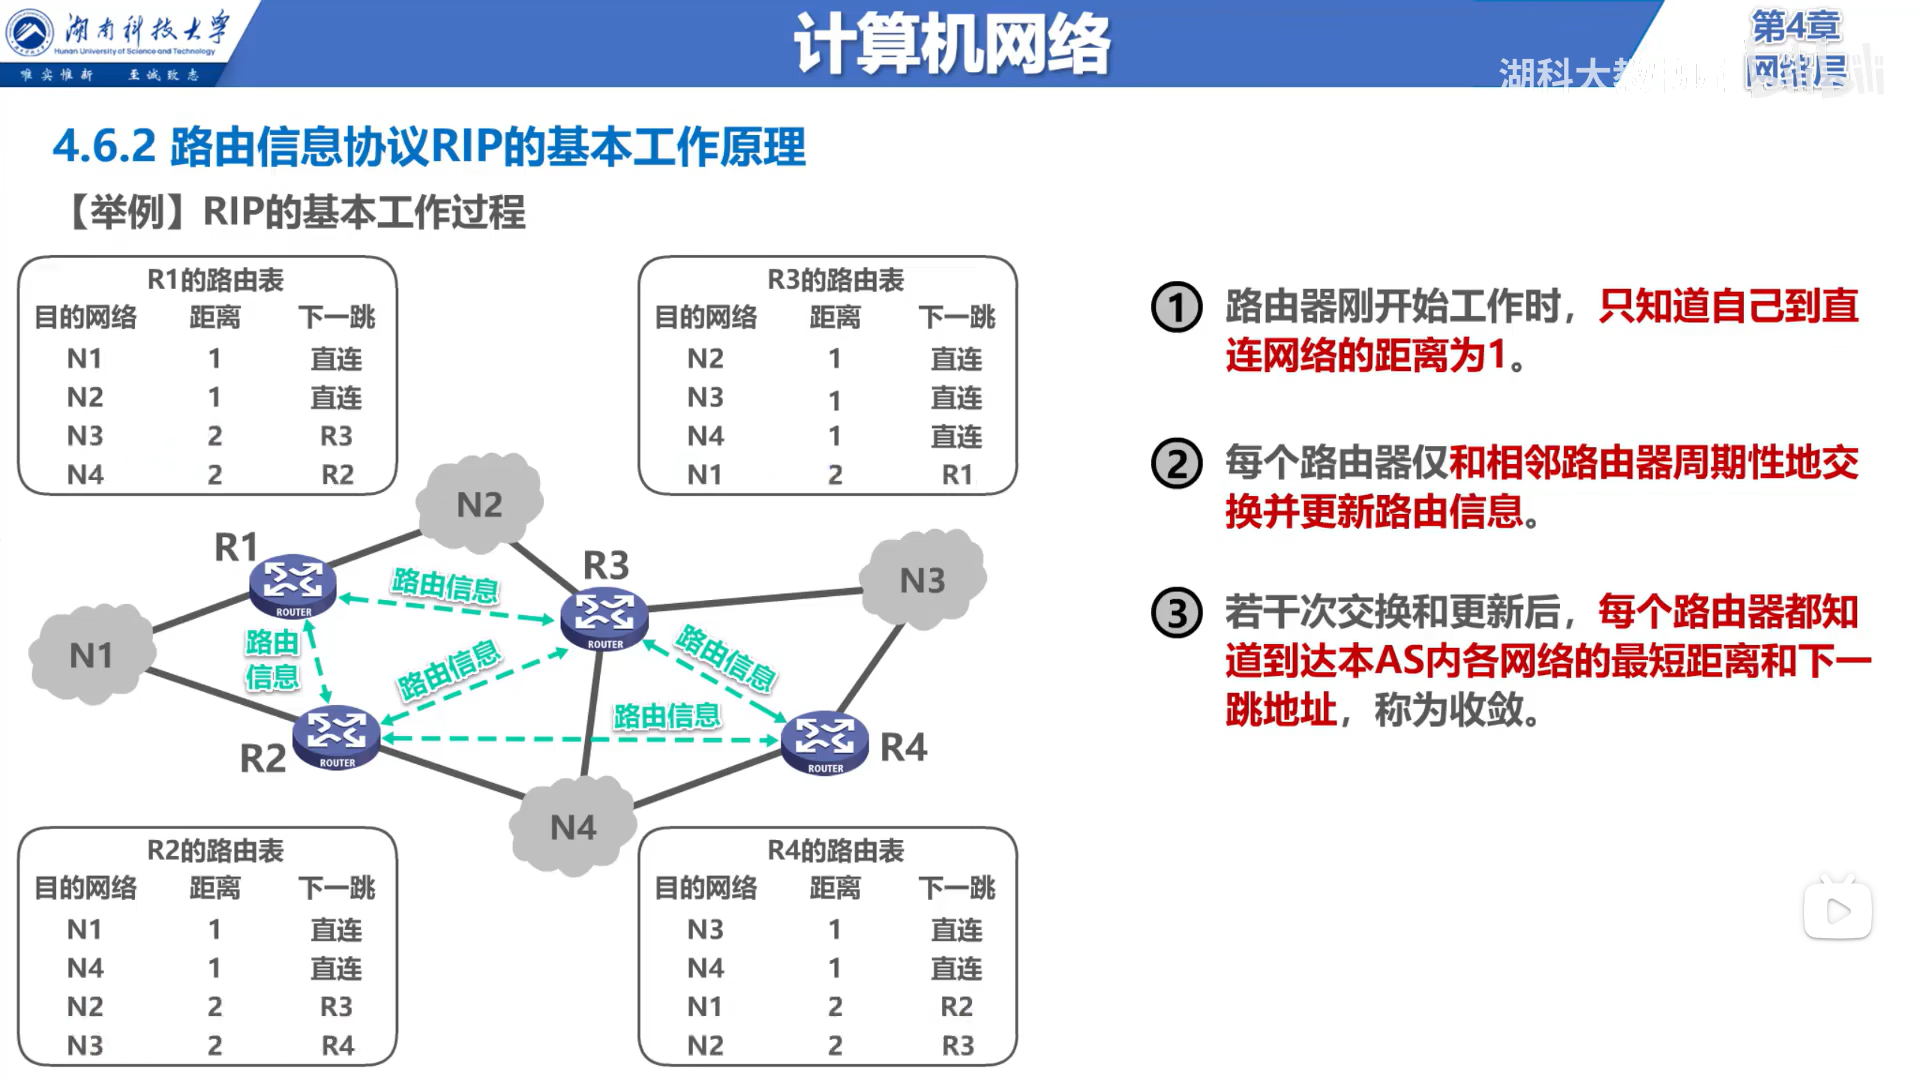 湖南科技大学
Hunan University of Science and Technology
唯实惟新 至诚致志
计算机网络
第4章
网络层
湖科大教
4.6.2 路由信息协议RIP的基本工作原理
【举例】RIP的基本工作过程
R1的路由表
目的网络 距离 下一跳
N1 1 直连
N2 1 直连
N3 2 R3
N4 2 R2
R3的路由表
目的网络 距离 下一跳
N2 1 直连
N3 1 直连
N4 1 直连
N1 2 R1
N2
R1
ROUTER
路由信息
R3
ROUTER
N3
N1
路由
信息
路由信息
路由信息
路由信息
R2
ROUTER
ROUTER
R4
N4
R2的路由表
目的网络 距离 下一跳
N1 1 直连
N4 1 直连
N2 2 R3
N3 2 R4
R4的路由表
目的网络 距离 下一跳
N3 1 直连
N4 1 直连
N1 2 R2
N2 2 R3
① 路由器刚开始工作时，只知道自己到直
连网络的距离为1。
② 每个路由器仅和相邻路由器周期性地交
换并更新路由信息。
③ 若干次交换和更新后，每个路由器都知
道到达本AS内各网络的最短距离和下一
跳地址，称为收敛。